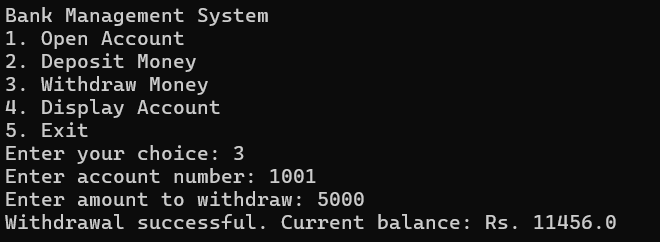 Bank Management System
1. Open Account
2. Deposit Money
3. Withdraw Money
4. Display Account
5. Exit
Enter your choice: 3
Enter account number: 1001
Enter amount to withdraw: 5000
Withdrawal successful. Current balance: Rs. 11456.0